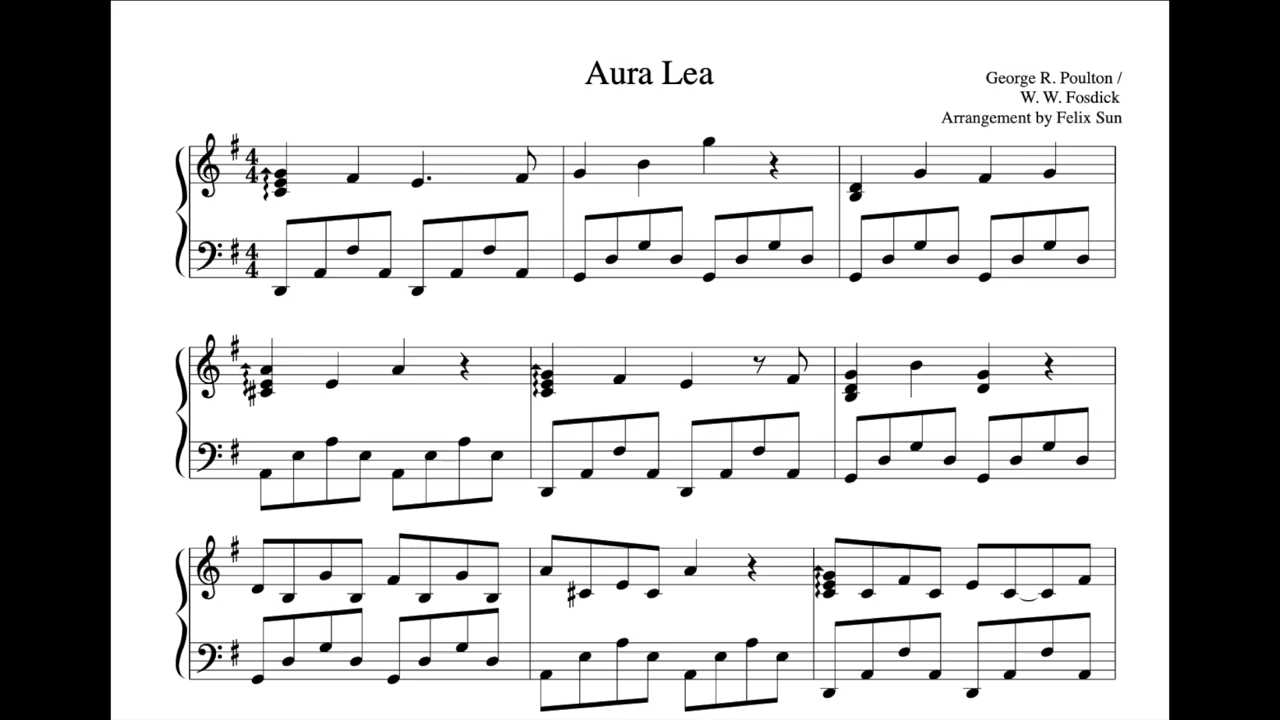 Aura Lea
George R. Poulton /
W. W. Fosdick
Arrangement by Felix Sun